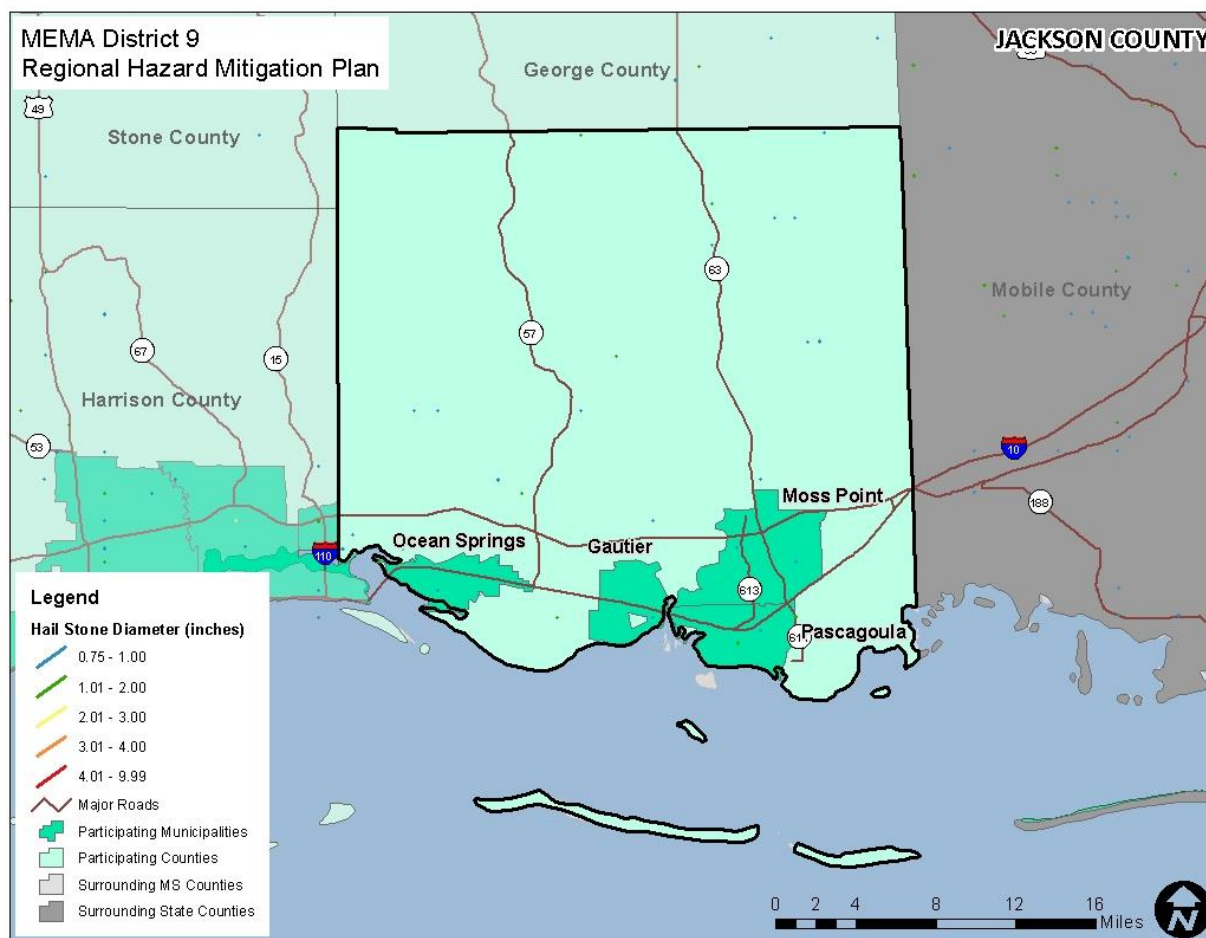 MEMA District 9
Regional Hazard Mitigation Plan
JACKSON COUNTY
George County
49
Stone County
63
57
Mobile County
67
15
Harrison County
53
10
Moss Point
188
Ocean Springs
Gautier
110
613
Pascagoula
Legend
Hail Stone Diameter (inches)
0.75 - 1.00
1.01 - 2.00
2.01 - 3.00
3.01 - 4.00
4.01 - 9.99
Major Roads
Participating Municipalities
Participating Counties
Surrounding MS Counties
Surrounding State Counties
0 2 4 8 12 16
Miles
N